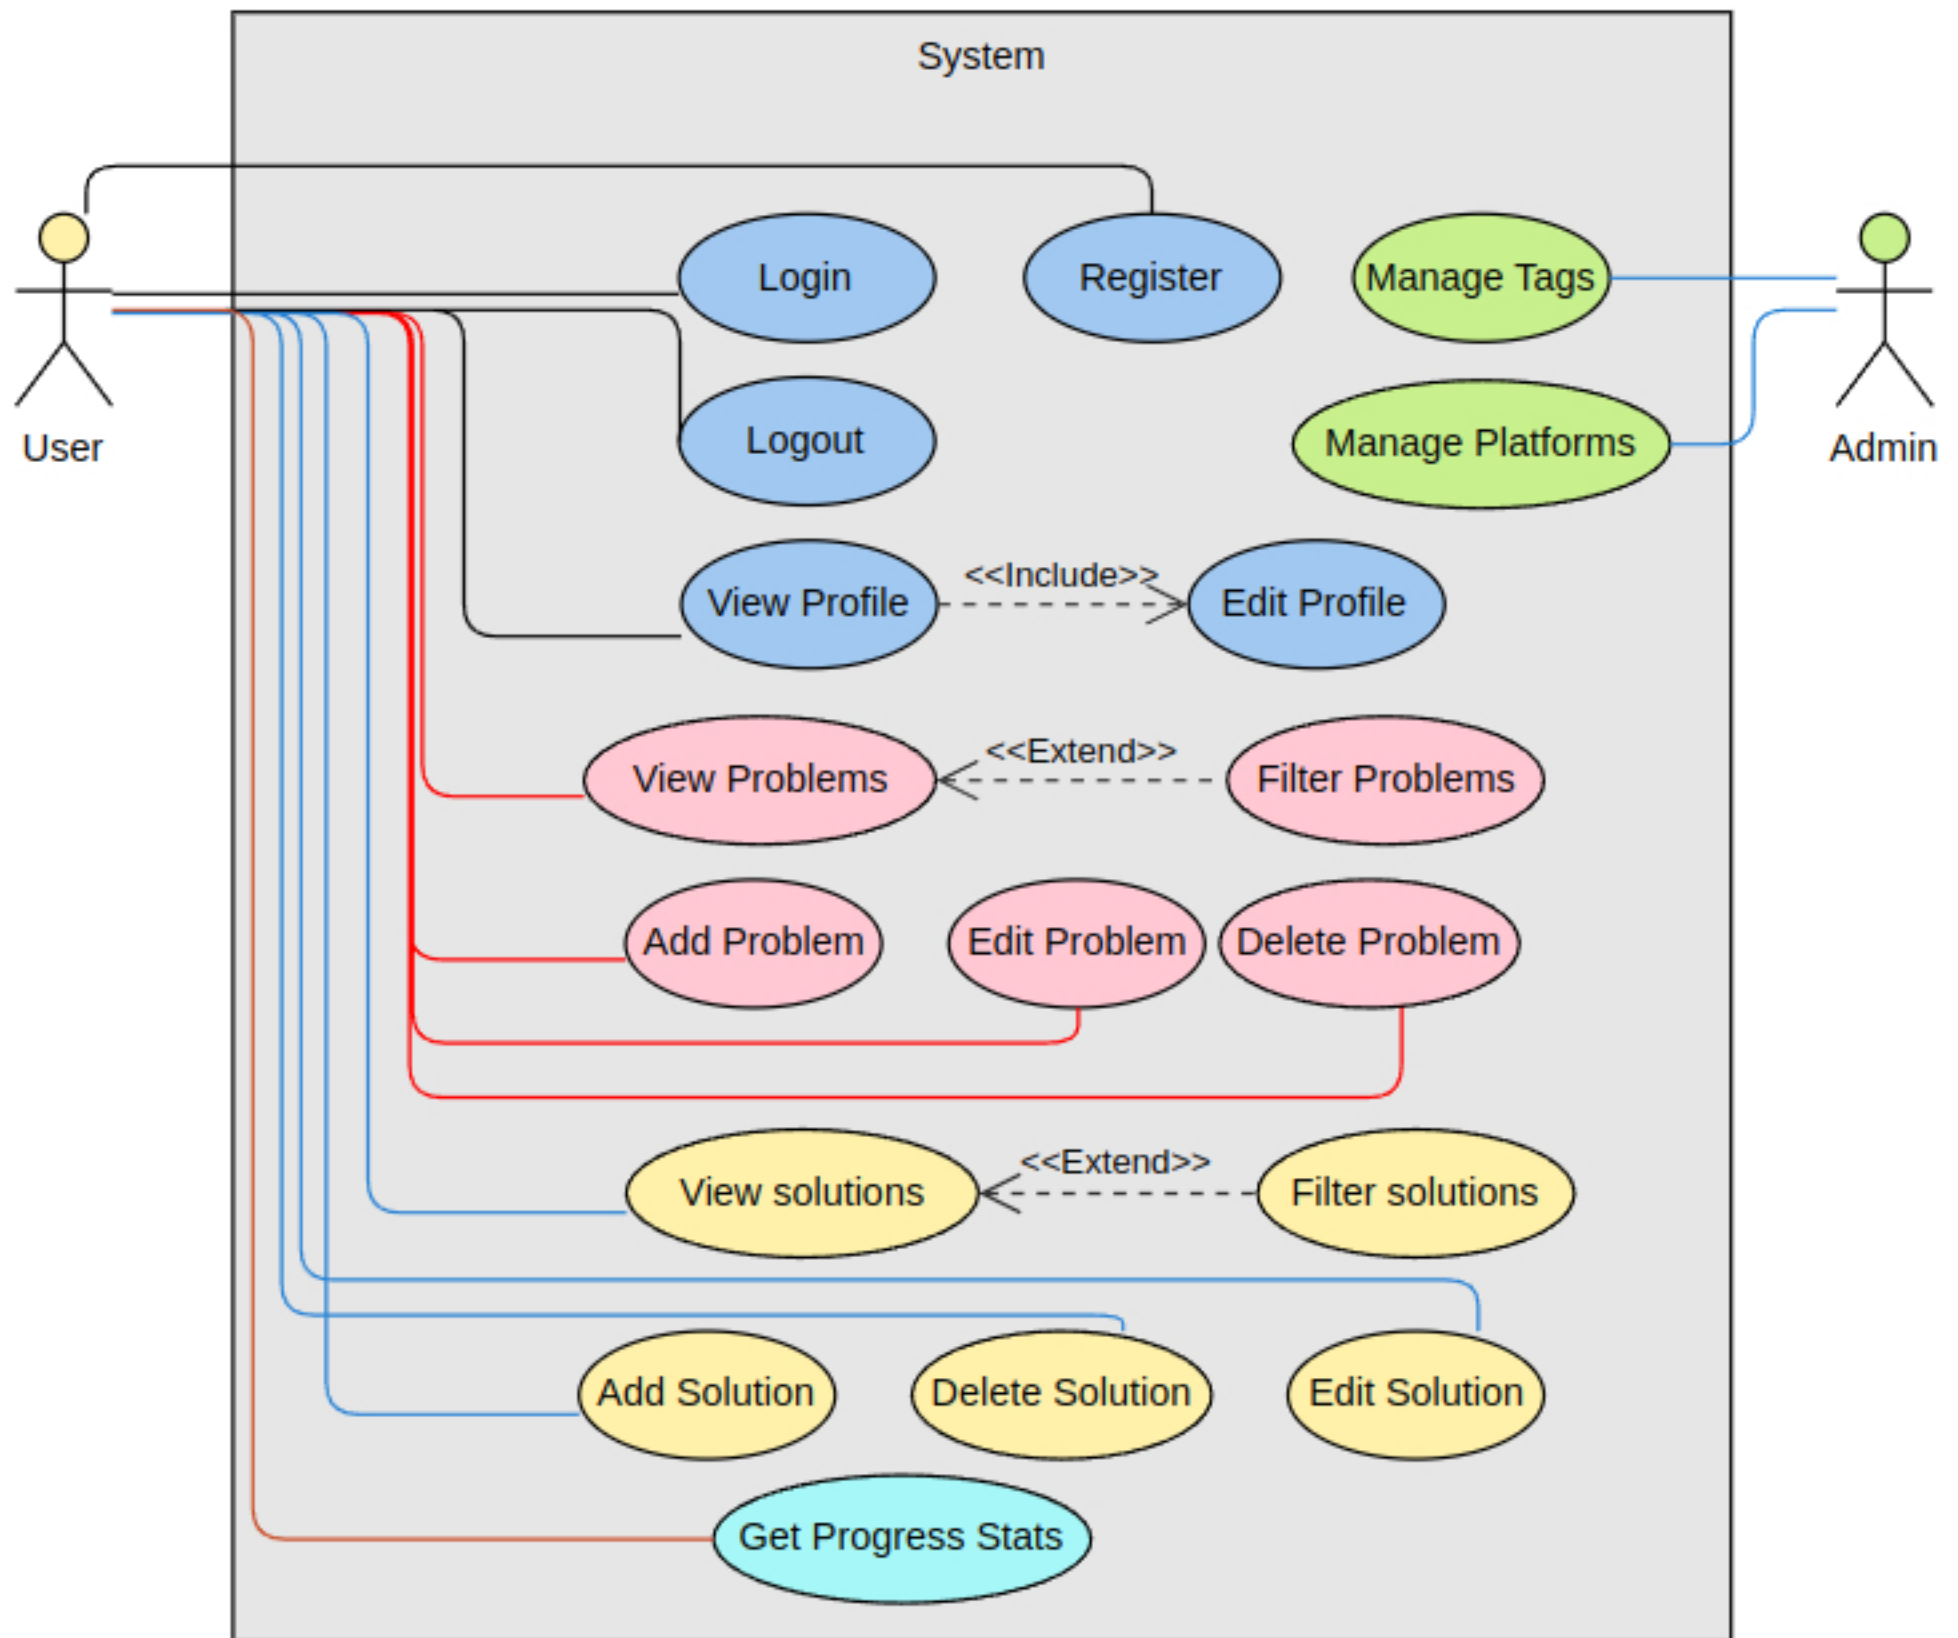 System
Login
Register
Manage Tags
User
Logout
Manage Platforms
Admin
<<Include>>
View Profile
Edit Profile
<<Extend>>
View Problems
Filter Problems
Add Problem
Edit Problem
Delete Problem
<<Extend>>
View solutions
Filter solutions
Add Solution
Delete Solution
Edit Solution
Get Progress Stats